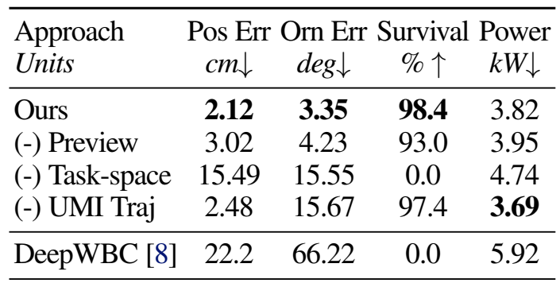 Approach Pos Err Orn Err Survival Power
Units cm↓ deg↓ % ↑ kW↓
Ours 2.12 3.35 98.4 3.82
(-) Preview 3.02 4.23 93.0 3.95
(-) Task-space 15.49 15.55 0.0 4.74
(-) UMI Traj 2.48 15.67 97.4 3.69
DeepWBC [8] 22.2 66.22 0.0 5.92